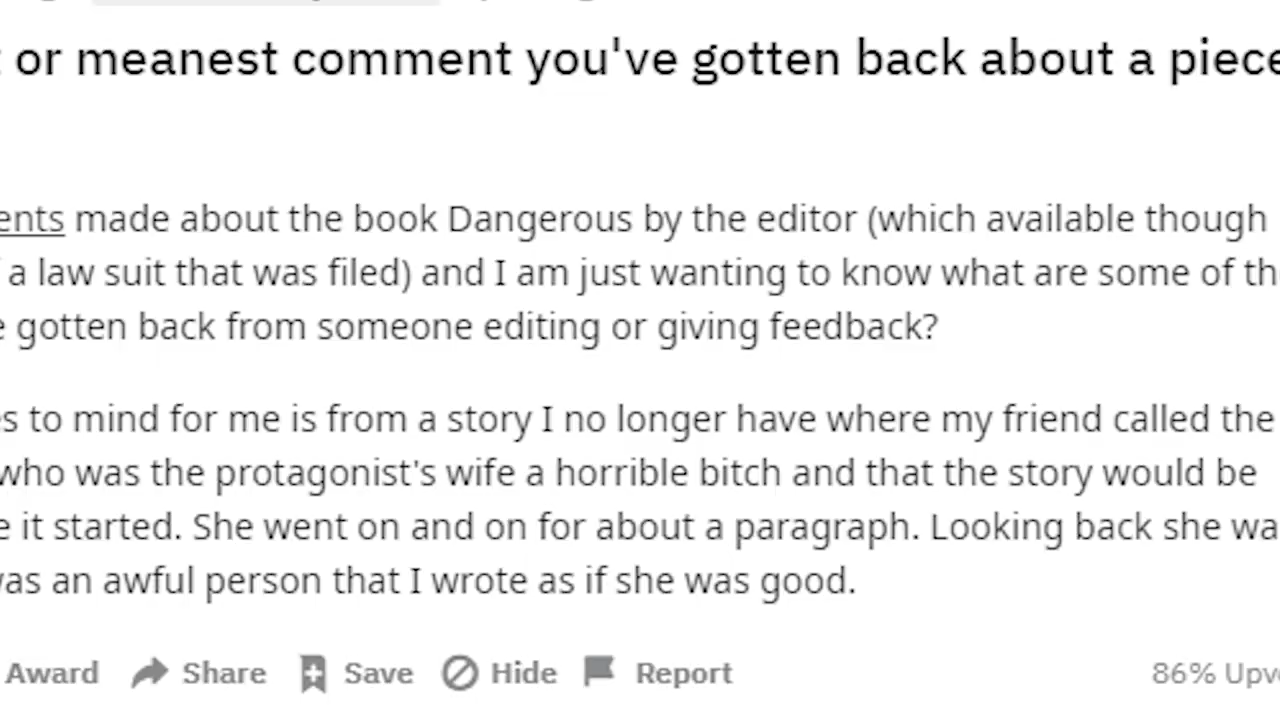 or meanest comment you've gotten back about a piece
ents made about the book Dangerous by the editor (which available though
a law suit that was filed) and I am just wanting to know what are some of th
e gotten back from someone editing or giving feedback?
es to mind for me is from a story I no longer have where my friend called the
who was the protagonist's wife a horrible bitch and that the story would be
e it started. She went on and on for about a paragraph. Looking back she wa
was an awful person that I wrote as if she was good.
Award Share Save Hide Report 86% Upv